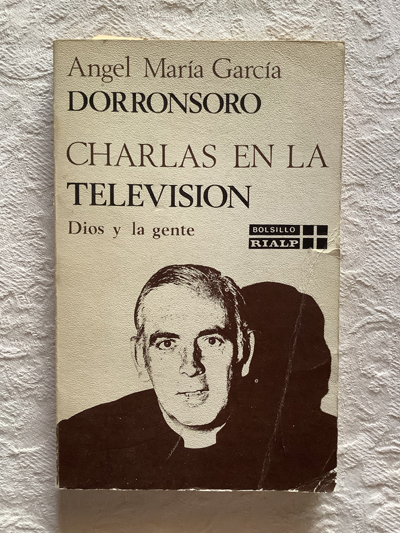 Angel María García
DORRONSORO
CHARLAS EN LA
TELEVISION
Dios y la gente
BOLSILLO
RIALP